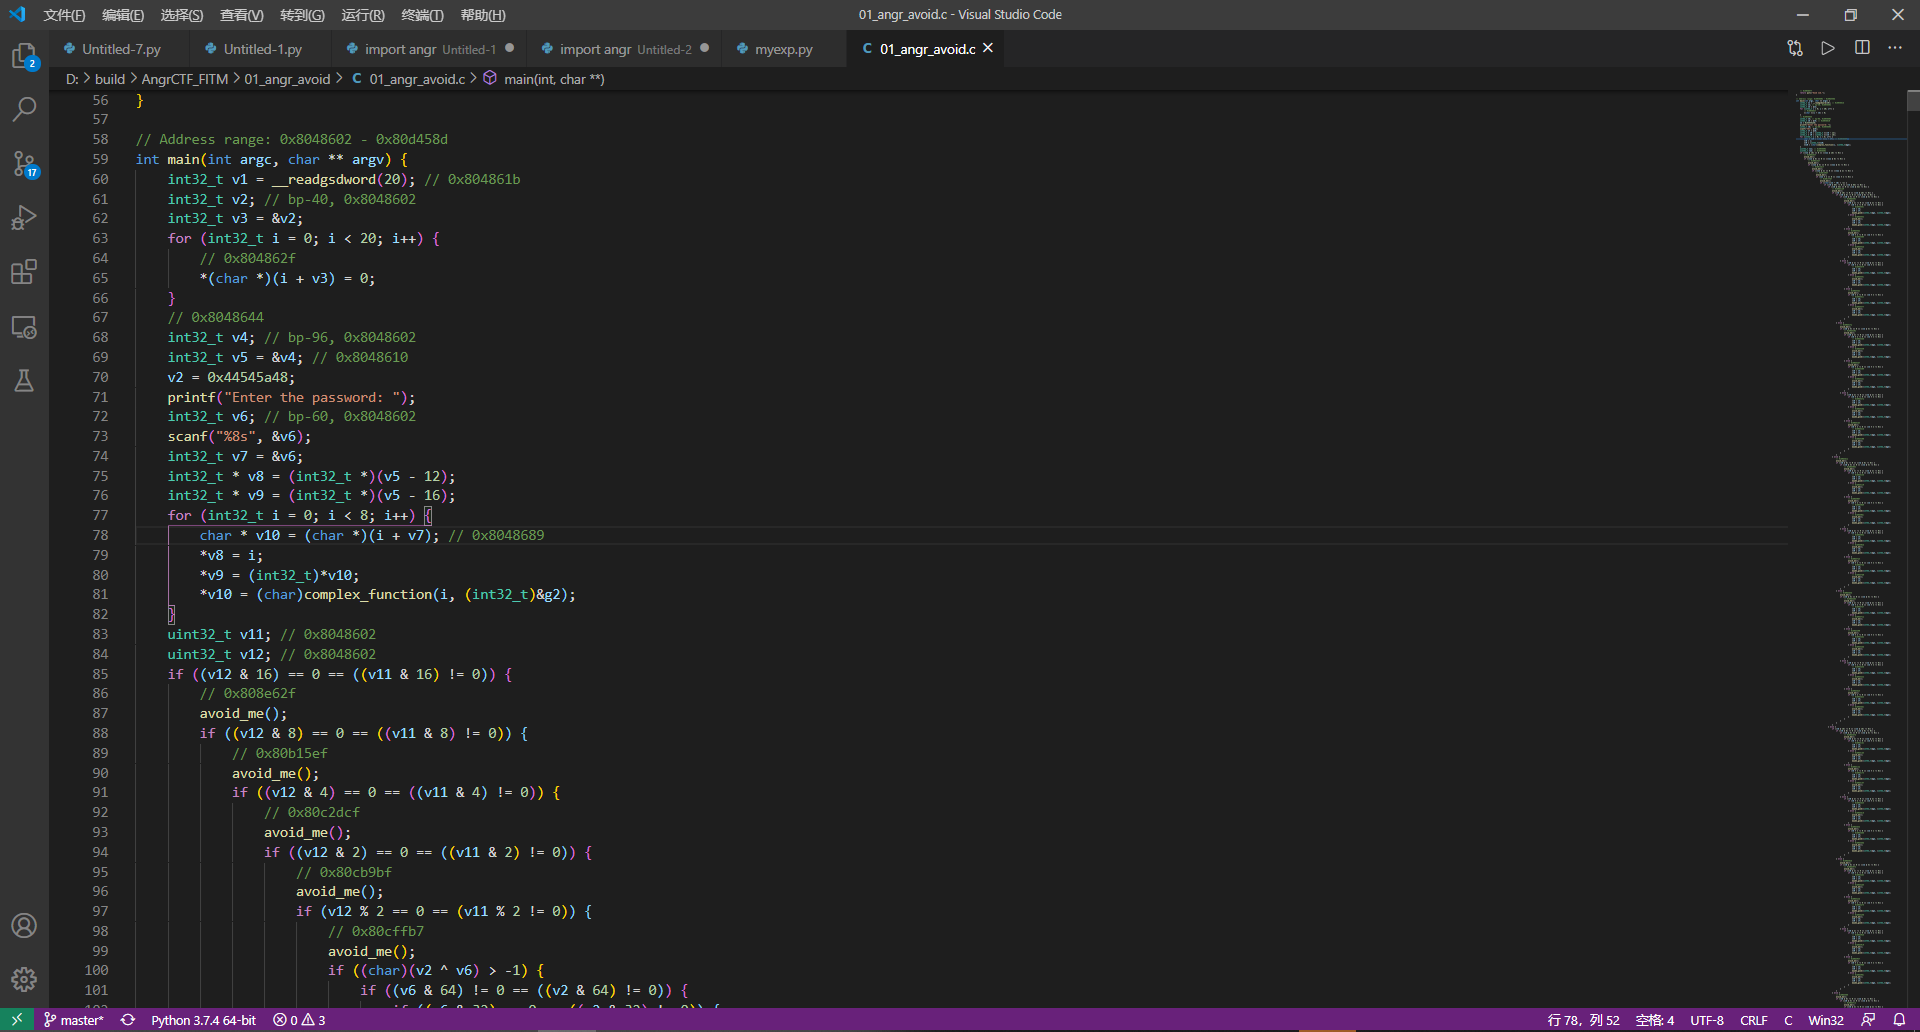 文件(F) 编辑(E) 选择(S) 查看(V) 转到(G) 运行(R) 终端(T) 帮助(H) 01_angr_avoid.c - Visual Studio Code
Untitled-7.py Untitled-1.py import angr Untitled-1 import angr Untitled-2 myexp.py C 01_angr_avoid.c
D: > build > AngrCTF_FITM > 01_angr_avoid > C 01_angr_avoid.c > main(int, char **)
56 }
57
58 // Address range: 0x8048602 - 0x80d458d
59 int main(int argc, char ** argv) {
60 int32_t v1 = __readgsdword(20); // 0x804861b
61 int32_t v2; // bp-40, 0x8048602
62 int32_t v3 = &v2;
63 for (int32_t i = 0; i < 20; i++) {
64 // 0x804862f
65 *(char *)(i + v3) = 0;
66 }
67 // 0x8048644
68 int32_t v4; // bp-96, 0x8048602
69 int32_t v5 = &v4; // 0x8048610
70 v2 = 0x44545a48;
71 printf("Enter the password: ");
72 int32_t v6; // bp-60, 0x8048602
73 scanf("%8s", &v6);
74 int32_t v7 = &v6;
75 int32_t * v8 = (int32_t *)(v5 - 12);
76 int32_t * v9 = (int32_t *)(v5 - 16);
77 for (int32_t i = 0; i < 8; i++) {
78 char * v10 = (char *)(i + v7); // 0x8048689
79 *v8 = i;
80 *v9 = (int32_t)*v10;
81 *v10 = (char)complex_function(i, (int32_t)&g2);
82 }
83 uint32_t v11; // 0x8048602
84 uint32_t v12; // 0x8048602
85 if ((v12 & 16) == 0 == ((v11 & 16) != 0)) {
86 // 0x808e62f
87 avoid_me();
88 if ((v12 & 8) == 0 == ((v11 & 8) != 0)) {
89 // 0x80b15ef
90 avoid_me();
91 if ((v12 & 4) == 0 == ((v11 & 4) != 0)) {
92 // 0x80c2dcf
93 avoid_me();
94 if ((v12 & 2) == 0 == ((v11 & 2) != 0)) {
95 // 0x80cb9bf
96 avoid_me();
97 if (v12 % 2 == 0 == (v11 % 2 != 0)) {
98 // 0x80cffb7
99 avoid_me();
100 if ((char)(v2 ^ v6) > -1) {
101 if ((v6 & 64) != 0 == ((v2 & 64) != 0)) {
2
17
master* Python 3.7.4 64-bit 0 3 行 78，列 52 空格: 4 UTF-8 CRLF C Win32